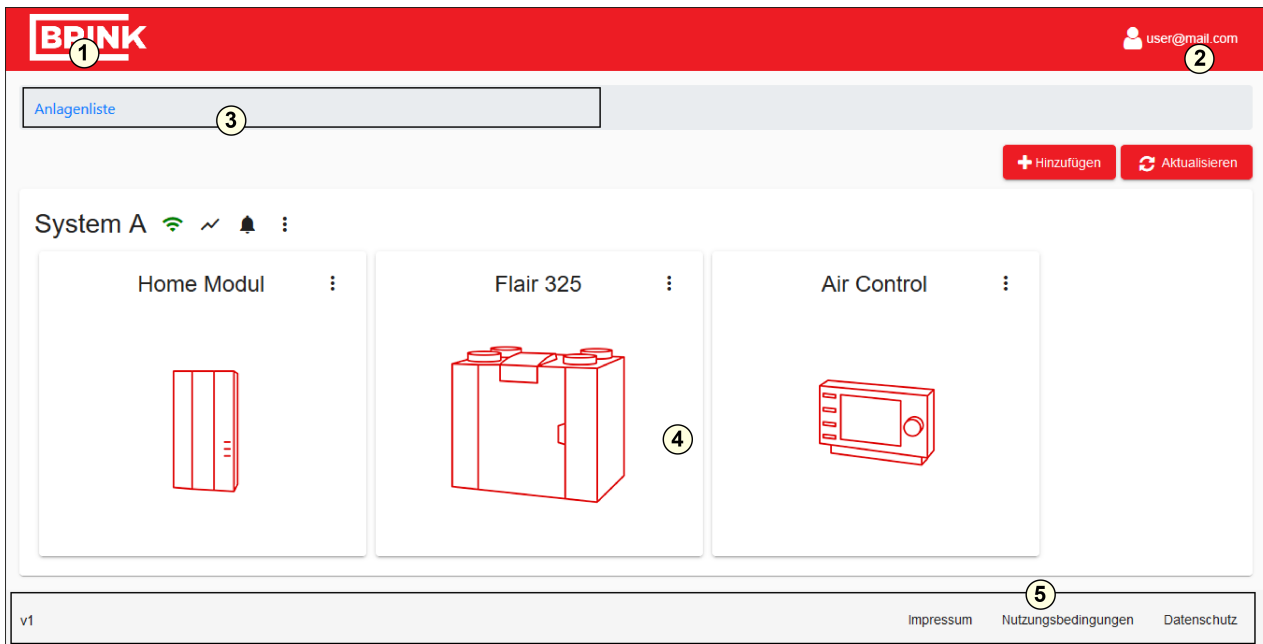 BRINK
1
user@mail.com
2
Anlagenliste
3
Hinzufügen
Aktualisieren
System A
Home Modul
Flair 325
Air Control
4
5
v1
Impressum Nutzungsbedingungen Datenschutz